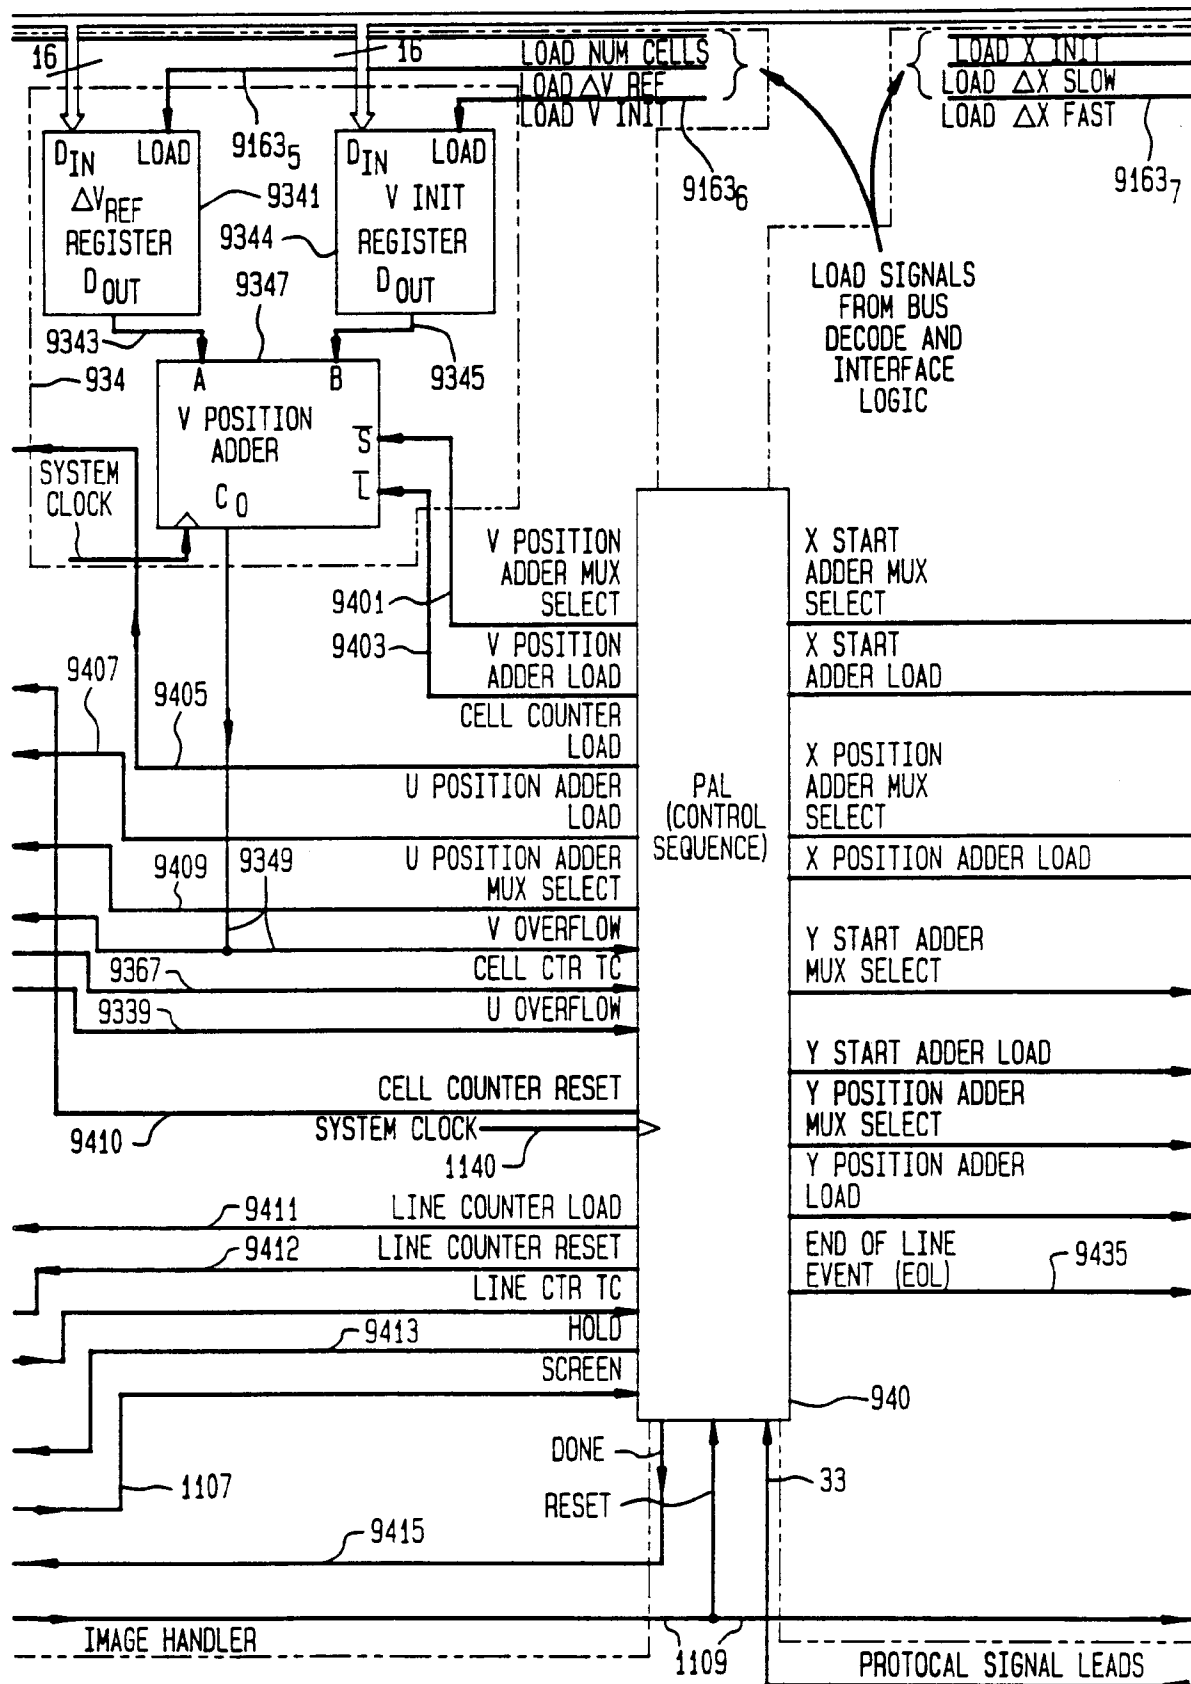 16
16
LOAD NUM CELLS
LOAD ΔV REF
LOAD V INIT
LOAD X INIT
LOAD ΔX SLOW
LOAD ΔX FAST
9163₅
9163₆
9163₇
D_IN LOAD
ΔV_REF
REGISTER
D_OUT
9341
D_IN LOAD
V INIT
REGISTER
D_OUT
9344
9347
9343
9345
934
LOAD SIGNALS
FROM BUS
DECODE AND
INTERFACE
LOGIC
A B
V POSITION
ADDER
S̅
L̅
C_O
SYSTEM
CLOCK
V POSITION
ADDER MUX
SELECT
9401
V POSITION
ADDER LOAD
9403
CELL COUNTER
LOAD
9407
9405
U POSITION ADDER
LOAD
U POSITION ADDER
MUX SELECT
9409
9349
V OVERFLOW
CELL CTR TC
9367
U OVERFLOW
9339
CELL COUNTER RESET
9410
SYSTEM CLOCK
1140
LINE COUNTER LOAD
9411
LINE COUNTER RESET
9412
LINE CTR TC
HOLD
9413
SCREEN
1107
PAL
(CONTROL
SEQUENCE)
X START
ADDER MUX
SELECT
X START
ADDER LOAD
X POSITION
ADDER MUX
SELECT
X POSITION ADDER LOAD
Y START ADDER
MUX SELECT
Y START ADDER LOAD
Y POSITION ADDER
MUX SELECT
Y POSITION ADDER
LOAD
END OF LINE
EVENT (EOL)
9435
940
DONE
RESET
33
9415
IMAGE HANDLER
1109
PROTOCAL SIGNAL LEADS